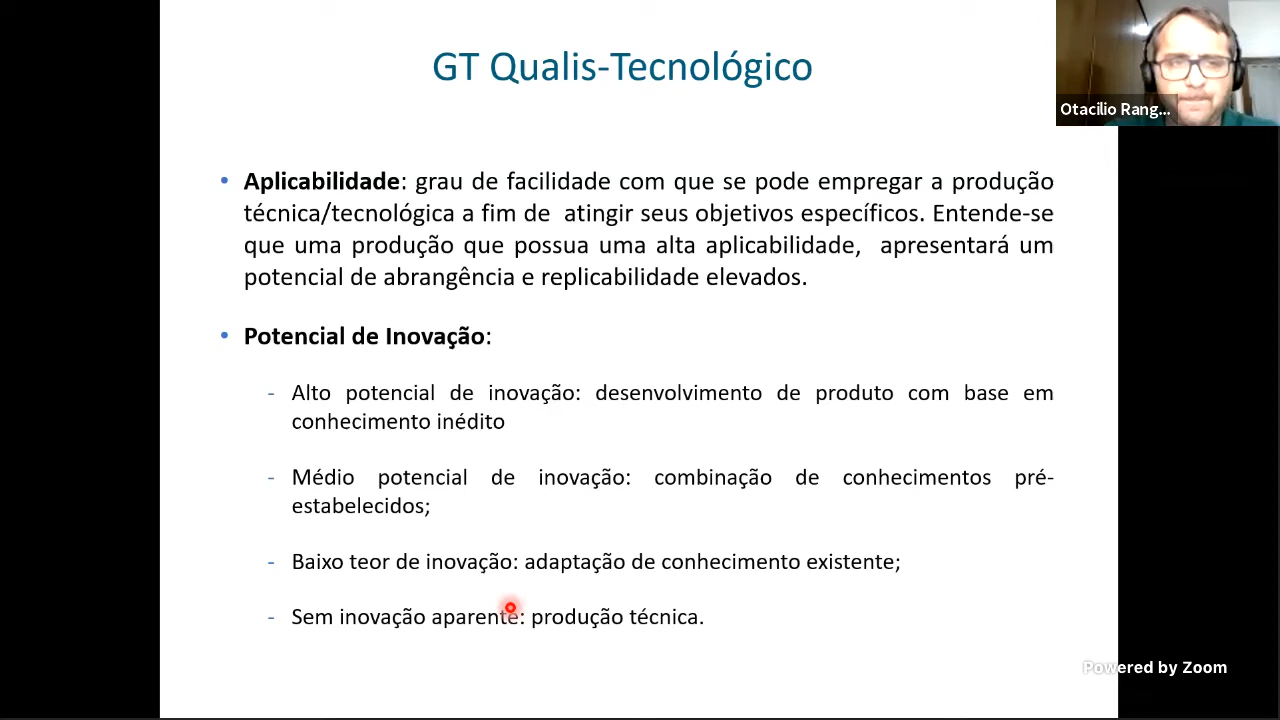 GT Qualis-Tecnológico
Otacilio Rang...
• Aplicabilidade: grau de facilidade com que se pode empregar a produção
técnica/tecnológica a fim de atingir seus objetivos específicos. Entende-se
que uma produção que possua uma alta aplicabilidade, apresentará um
potencial de abrangência e replicabilidade elevados.
• Potencial de Inovação:
- Alto potencial de inovação: desenvolvimento de produto com base em
conhecimento inédito
- Médio potencial de inovação: combinação de conhecimentos pré-
estabelecidos;
- Baixo teor de inovação: adaptação de conhecimento existente;
- Sem inovação aparente: produção técnica.
Powered by Zoom